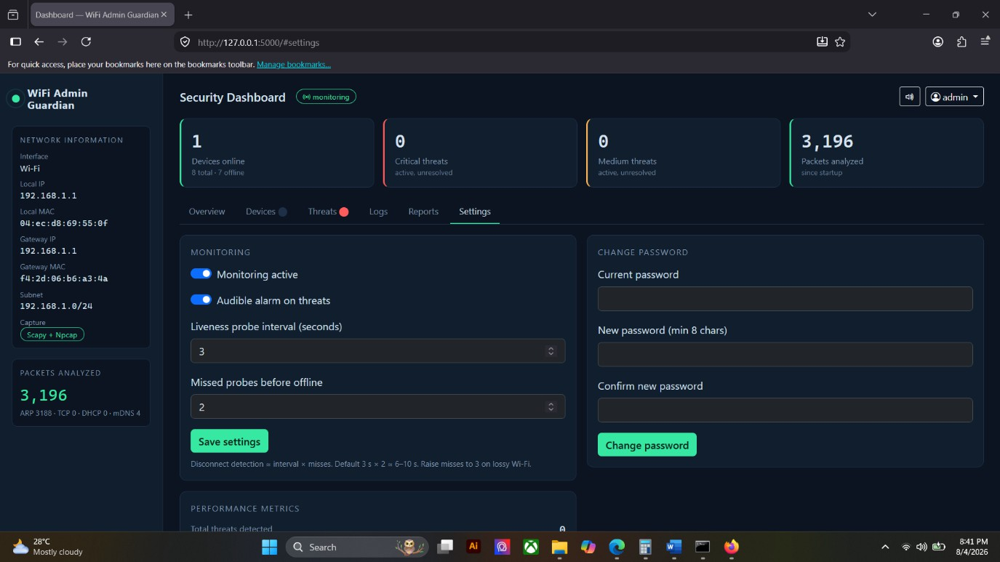 Dashboard — WiFi Admin Guardian
http://127.0.0.1:5000/#settings
For quick access, place your bookmarks here on the bookmarks toolbar. Manage bookmarks...
WiFi Admin
Guardian
NETWORK INFORMATION
Interface
Wi-Fi
Local IP
192.168.1.1
Local MAC
04:ec:d8:69:55:0f
Gateway IP
192.168.1.1
Gateway MAC
f4:2d:06:b6:a3:4a
Subnet
192.168.1.0/24
Capture
Scapy + Npcap
PACKETS ANALYZED
3,196
ARP 3188 · TCP 0 · DHCP 0 · mDNS 4
Security Dashboard
monitoring
admin
1
Devices online
8 total · 7 offline
0
Critical threats
active, unresolved
0
Medium threats
active, unresolved
3,196
Packets analyzed
since startup
Overview Devices Threats Logs Reports Settings
MONITORING
Monitoring active
Audible alarm on threats
Liveness probe interval (seconds)
3
Missed probes before offline
2
Save settings
Disconnect detection ≈ interval × misses. Default 3 s × 2 ≈ 6–10 s. Raise misses to 3 on lossy Wi-Fi.
PERFORMANCE METRICS
Total threats detected 0
CHANGE PASSWORD
Current password
New password (min 8 chars)
Confirm new password
Change password
28°C
Mostly cloudy
Search
Ai
W
8:41 PM
8/4/2026